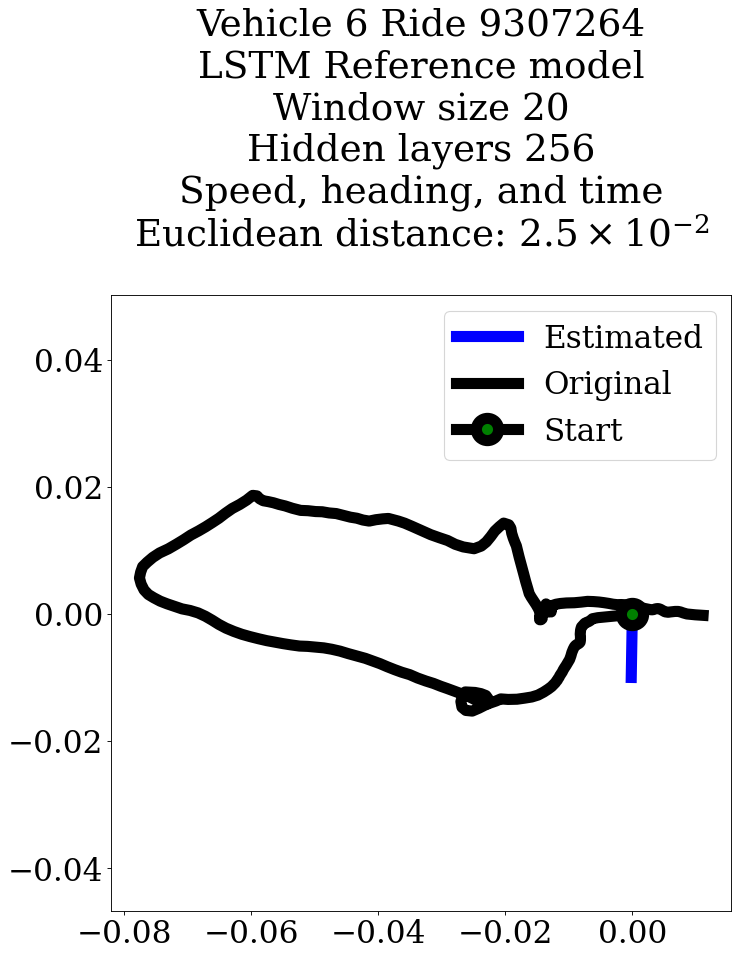 Vehicle 6 Ride 9307264
LSTM Reference model
Window size 20
Hidden layers 256
Speed, heading, and time
Euclidean distance: 2.5 × 10⁻²
Estimated
Original
Start
0.04
0.02
0.00
−0.02
−0.04
−0.08 −0.06 −0.04 −0.02 0.00